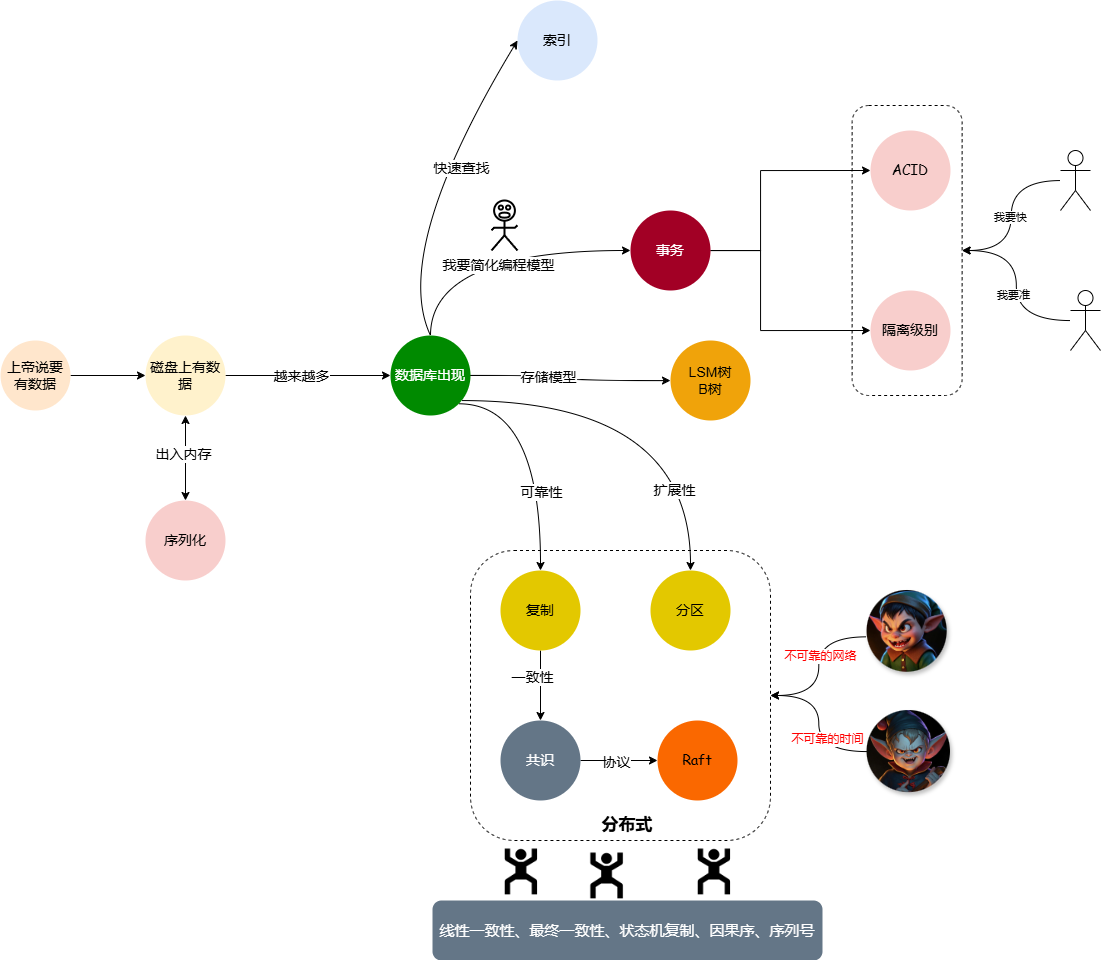 索引
快速查找
ACID
我要快
事务
我要简化编程模型
我要准
隔离级别
上帝说要
有数据
磁盘上有数
据
越来越多
数据库出现
存储模型
LSM树
B树
出入内存
序列化
可靠性
扩展性
复制
分区
不可靠的网络
一致性
不可靠的时间
共识
协议
Raft
分布式
线性一致性、最终一致性、状态机复制、因果序、序列号